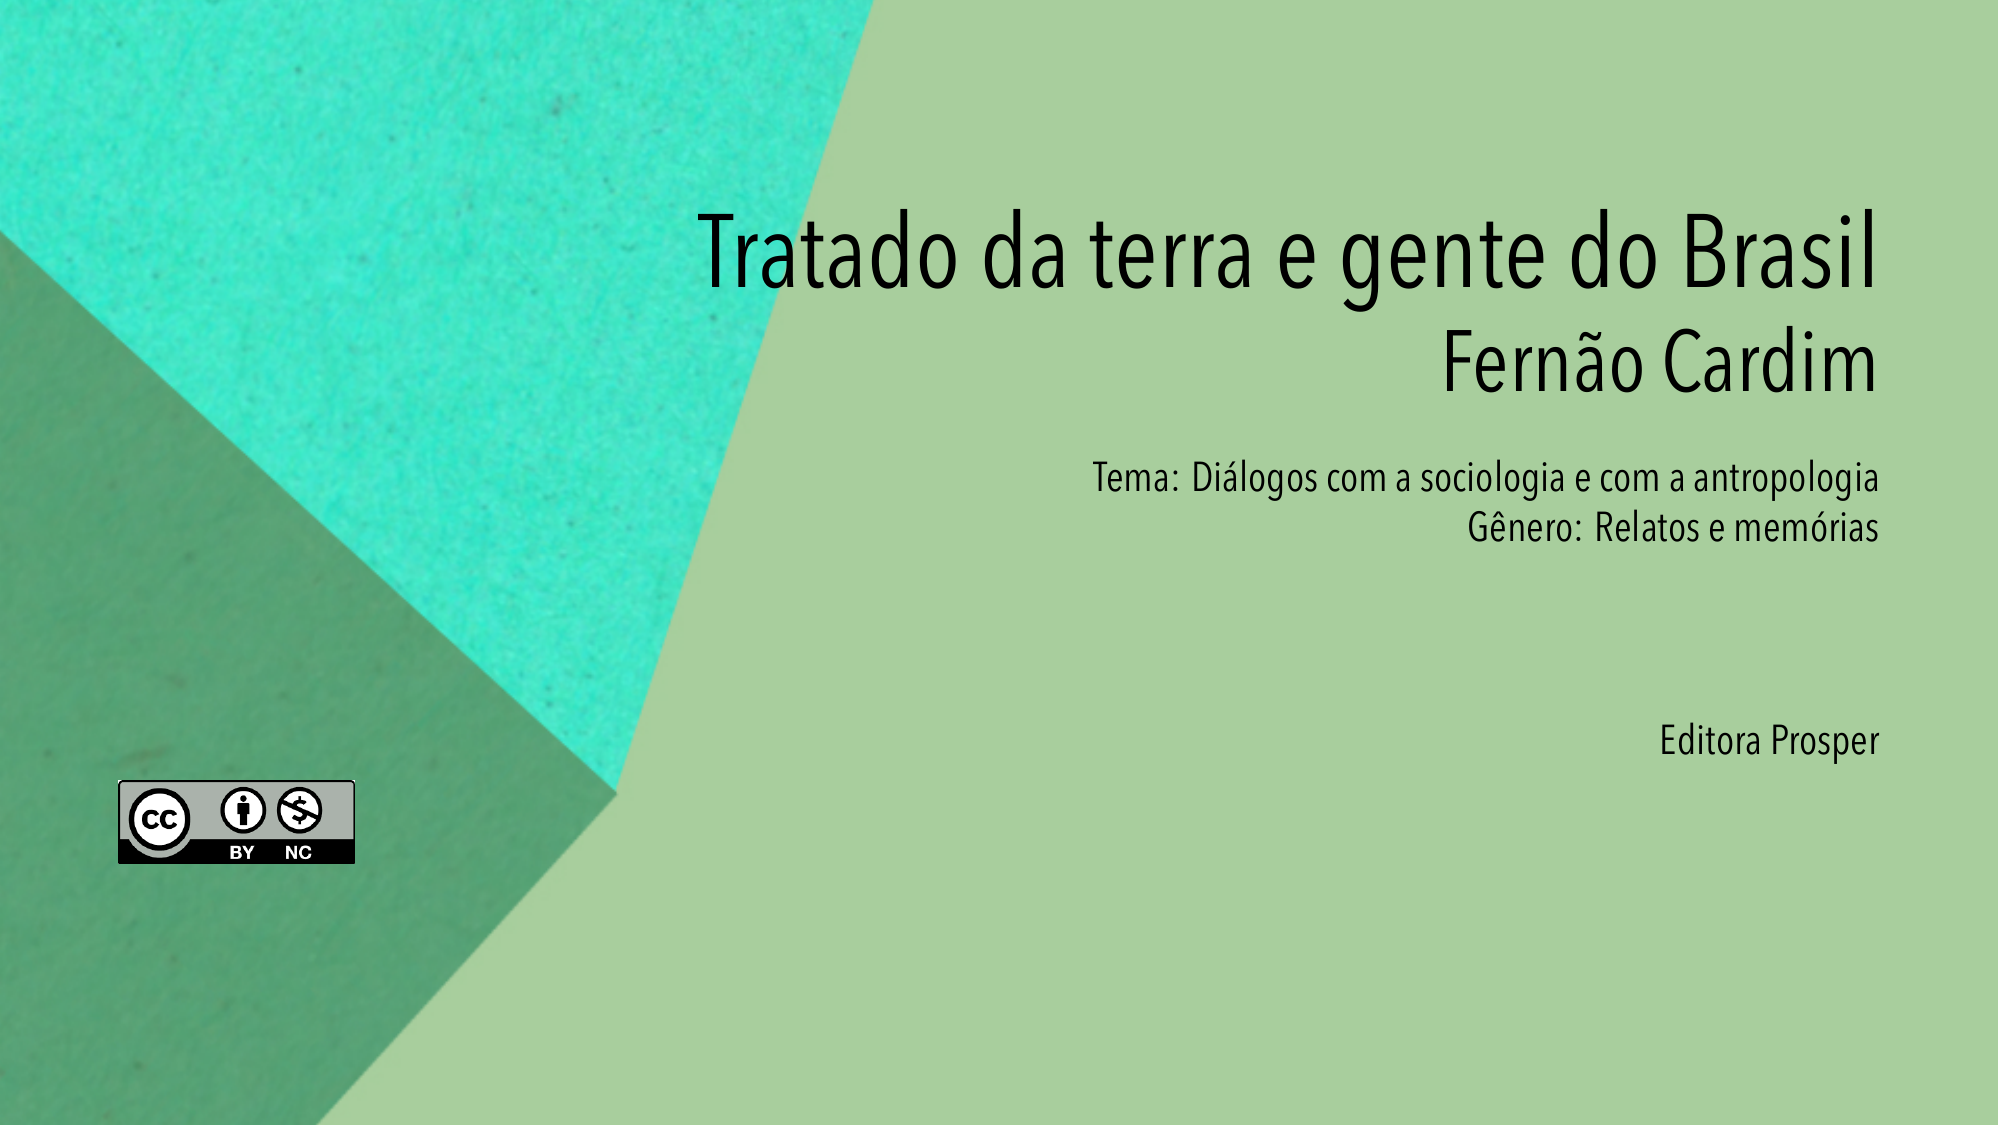 Tratado da terra e gente do Brasil
Fernão Cardim
Tema: Diálogos com a sociologia e com a antropologia
Gênero: Relatos e memórias
Editora Prosper
CC
BY NC